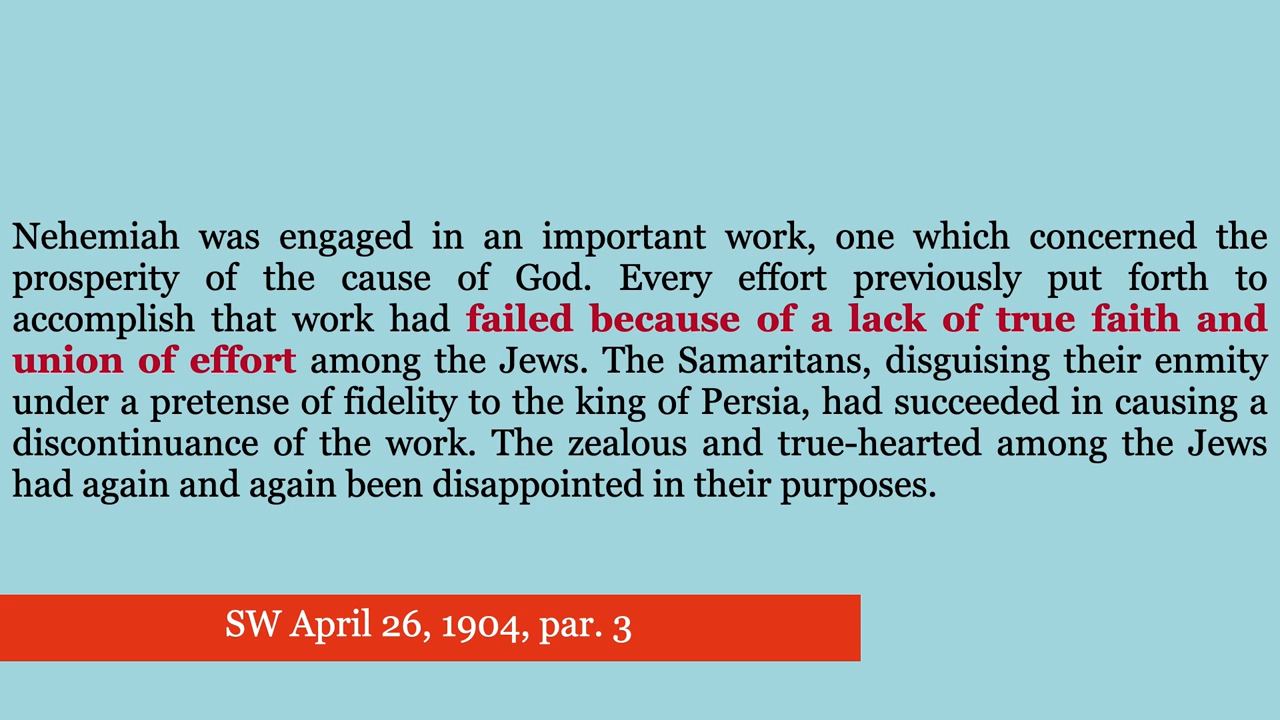 Nehemiah was engaged in an important work, one which concerned the
prosperity of the cause of God. Every effort previously put forth to
accomplish that work had failed because of a lack of true faith and
union of effort among the Jews. The Samaritans, disguising their enmity
under a pretense of fidelity to the king of Persia, had succeeded in causing a
discontinuance of the work. The zealous and true-hearted among the Jews
had again and again been disappointed in their purposes.
SW April 26, 1904, par. 3